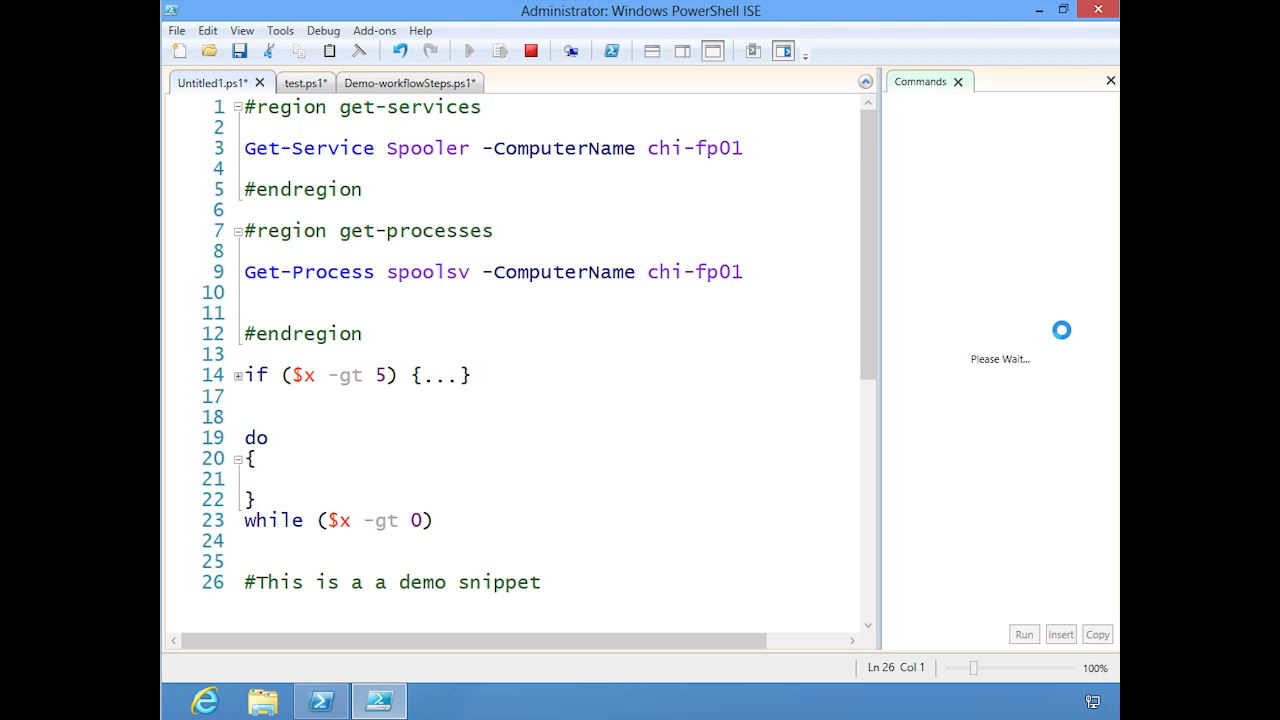 Administrator: Windows PowerShell ISE
File Edit View Tools Debug Add-ons Help
Untitled1.ps1* test.ps1* Demo-workflowSteps.ps1* Commands
1 #region get-services
2
3 Get-Service Spooler -ComputerName chi-fp01
4
5 #endregion
6
7 #region get-processes
8
9 Get-Process spoolsv -ComputerName chi-fp01
10
11
12 #endregion
13
14 if ($x -gt 5) {...}
17
18
19 do
20 {
21
22 }
23 while ($x -gt 0)
24
25
26 #This is a a demo snippet
Please Wait...
Run Insert Copy
Ln 26 Col 1 100%